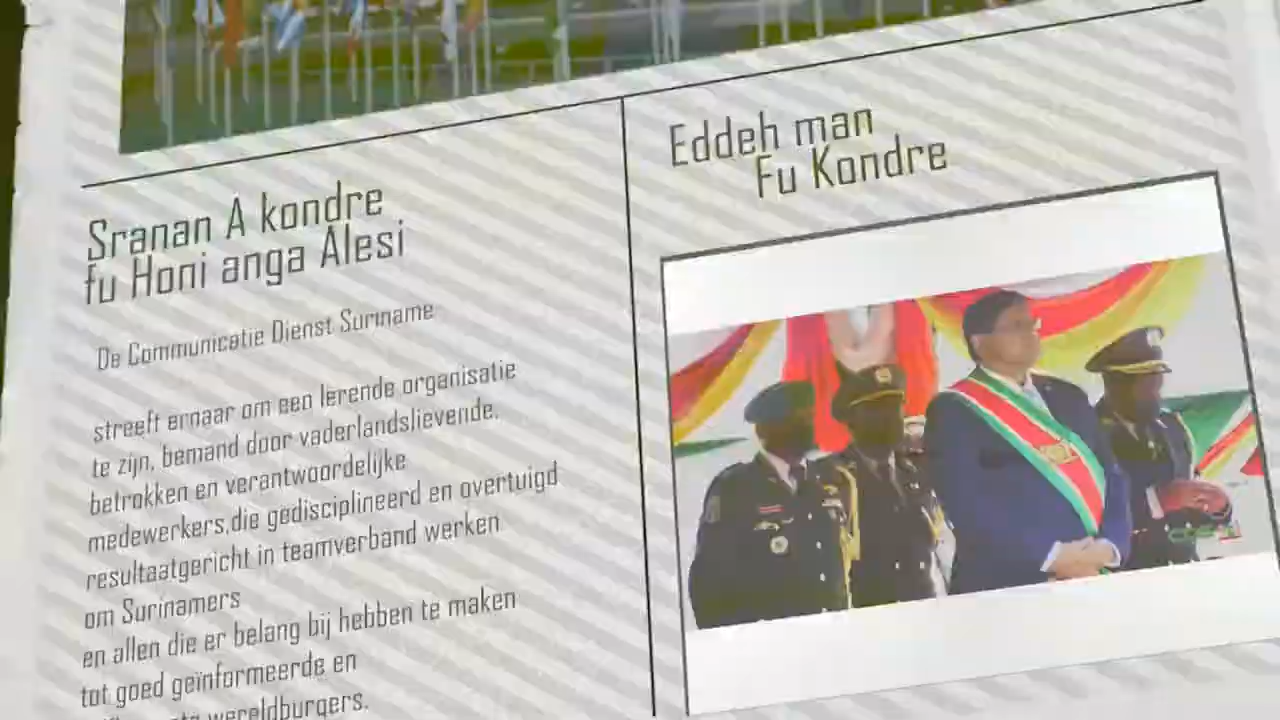 Sranan A kondre
fu Honi anga Alesi
De Communicatie Dienst Suriname
streeft ernaar om een lerende organisatie
te zijn, bemand door vaderlandslievende,
betrokken en verantwoordelijke
medewerkers,die gedisciplineerd en overtuigd
resultaatgericht in teamverband werken
om Surinamers
en allen die er belang bij hebben te maken
tot goed geïnformeerde en
wereldburgers.
Eddeh man
Fu Kondre